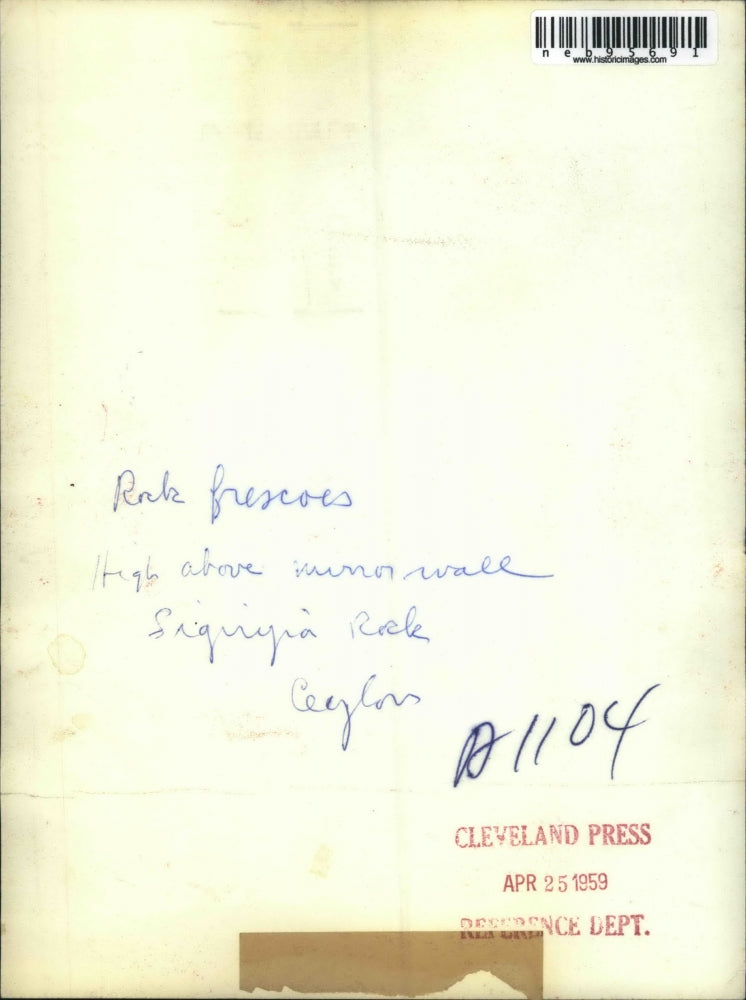 neb95691
www.historicimages.com
Rock frescoes
High above mirror wall
Sigiriya Rock
Ceylon
A1104
CLEVELAND PRESS
APR 25 1959
REFERENCE DEPT.